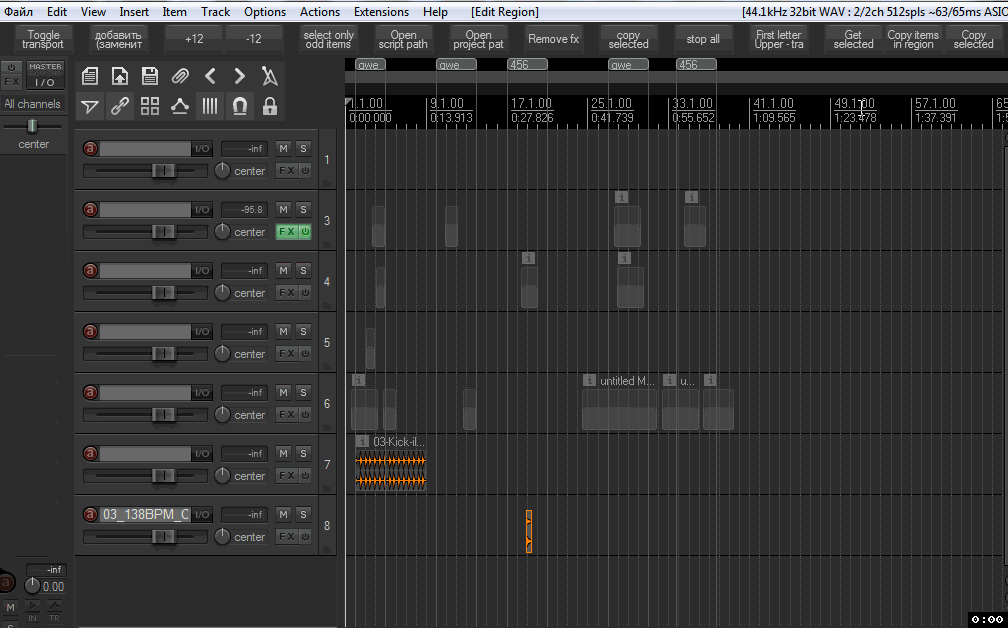 Файл Edit View Insert Item Track Options Actions Extensions Help [Edit Region] [44.1kHz 32bit WAV : 2/2ch 512spls ~63/65ms ASIO
Toggle transport
добавить (заменит
+12
-12
select only odd items
Open script path
Open project pat
Remove fx
copy selected
stop all
First letter Upper - tra
Get selected
Copy items in region
Copy selected
FX MASTER I/O
All channels
center
qwe qwe 456 qwe 456
1.1.00 9.1.00 17.1.00 25.1.00 33.1.00 41.1.00 49.1.00 57.1.00 65
0:00.000 0:13.913 0:27.826 0:41.739 0:55.652 1:09.565 1:23.478 1:37.391 1:5
a I/O -inf M S
center FX 1
a I/O -95.8 M S
center FX 3
i i
a I/O -inf M S
center FX 4
i i
a I/O -inf M S
center FX 5
a I/O -inf M S
center FX 6
i i untitled M... i u... i
a I/O -inf M S
center FX 7
i 03-Kick-il...
a 03_138BPM_C I/O -inf M S
center FX 8
-inf
a 0.00
M
IN TR
S
0:00